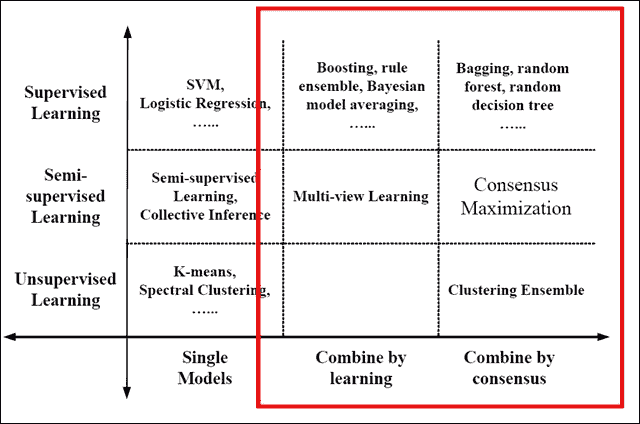 Supervised
Learning
SVM,
Logistic Regression,
......
Boosting, rule
ensemble, Bayesian
model averaging,
......
Bagging, random
forest, random
decision tree
......
Semi-
supervised
Learning
Semi-supervised
Learning,
Collective Inference
Multi-view Learning
Consensus
Maximization
Unsupervised
Learning
K-means,
Spectral Clustering,
......
Clustering Ensemble
Single
Models
Combine by
learning
Combine by
consensus